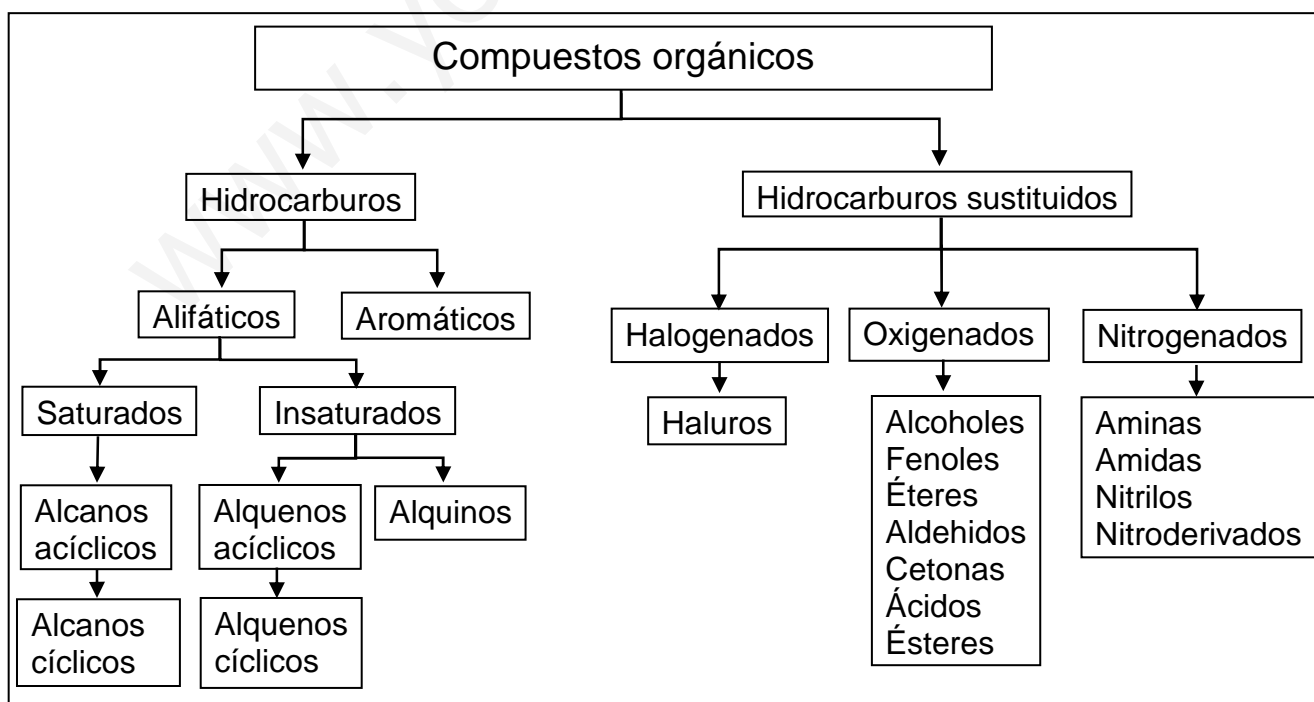 Compuestos orgánicos
Hidrocarburos
Hidrocarburos sustituidos
Alifáticos
Aromáticos
Halogenados
Oxigenados
Nitrogenados
Saturados
Insaturados
Haluros
Alcoholes
Fenoles
Éteres
Aldehidos
Cetonas
Ácidos
Ésteres
Aminas
Amidas
Nitrilos
Nitroderivados
Alcanos
acíclicos
Alquenos
acíclicos
Alquinos
Alcanos
cíclicos
Alquenos
cíclicos